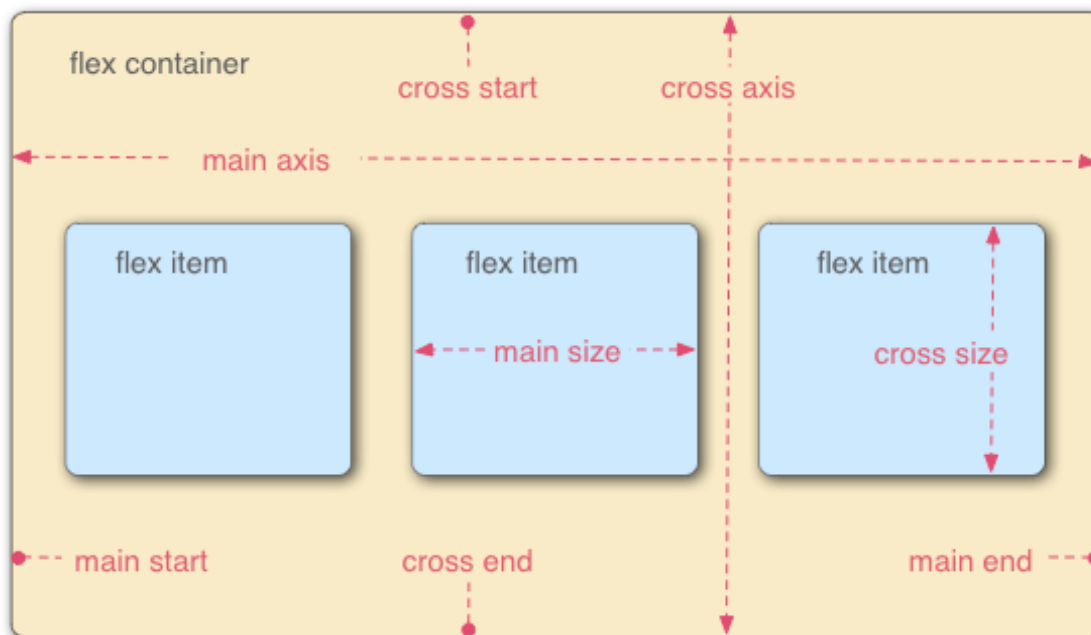 flex container
cross start
cross axis
main axis
flex item
flex item
flex item
main size
cross size
main start
cross end
main end